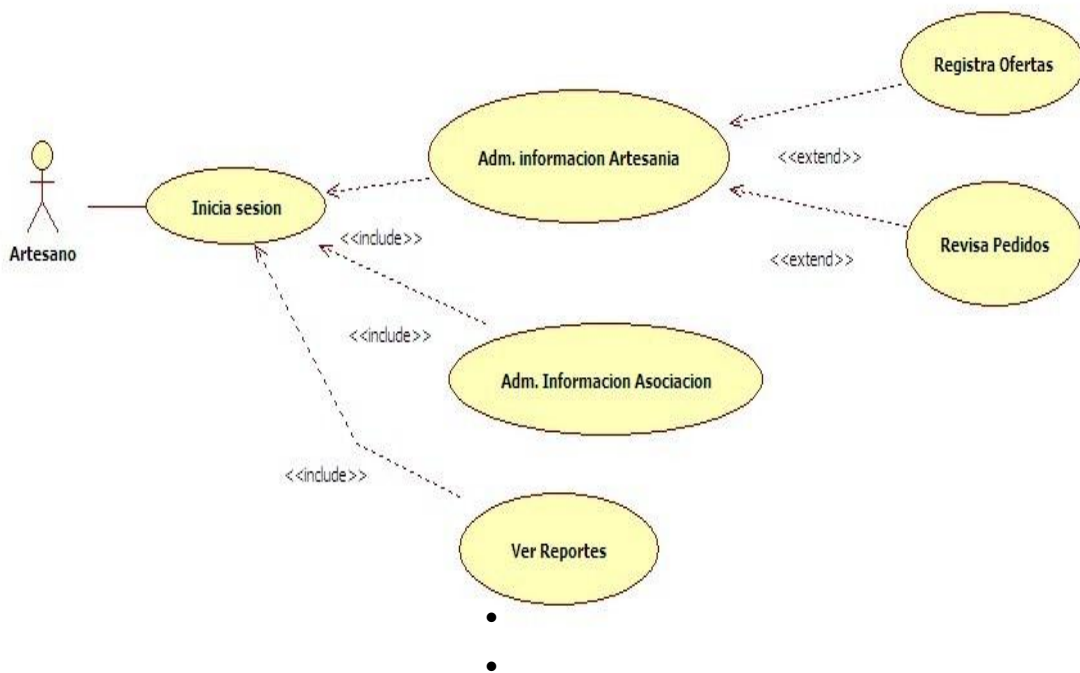 Registra Ofertas
Adm. informacion Artesania
<<extend>>
Inicia sesion
<<include>>
Revisa Pedidos
Artesano
<<extend>>
<<include>>
Adm. Informacion Asociacion
<<include>>
Ver Reportes